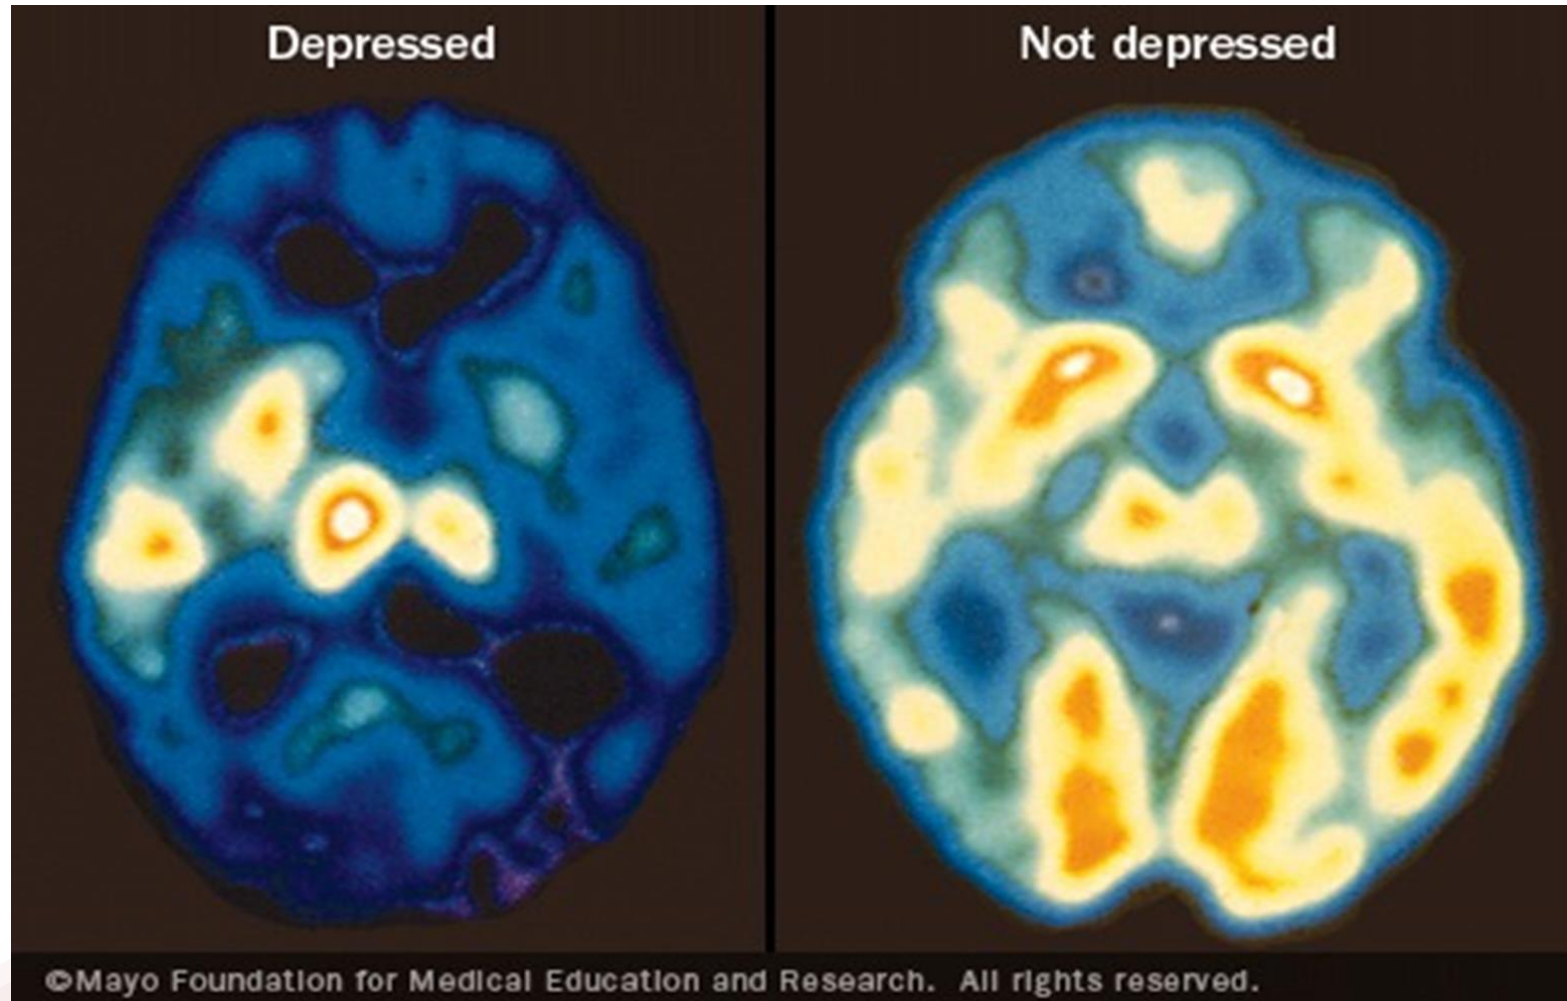 Depressed
Not depressed
©Mayo Foundation for Medical Education and Research. All rights reserved.